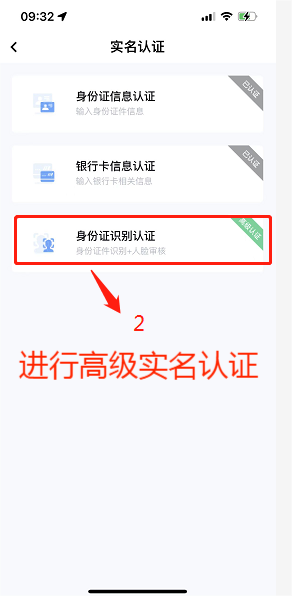 09:32
实名认证
身份证信息认证
已认证
输入身份证件信息
银行卡信息认证
已认证
输入银行卡相关信息
身份证识别认证
高级认证
身份证件识别+人脸审核
2
进行高级实名认证